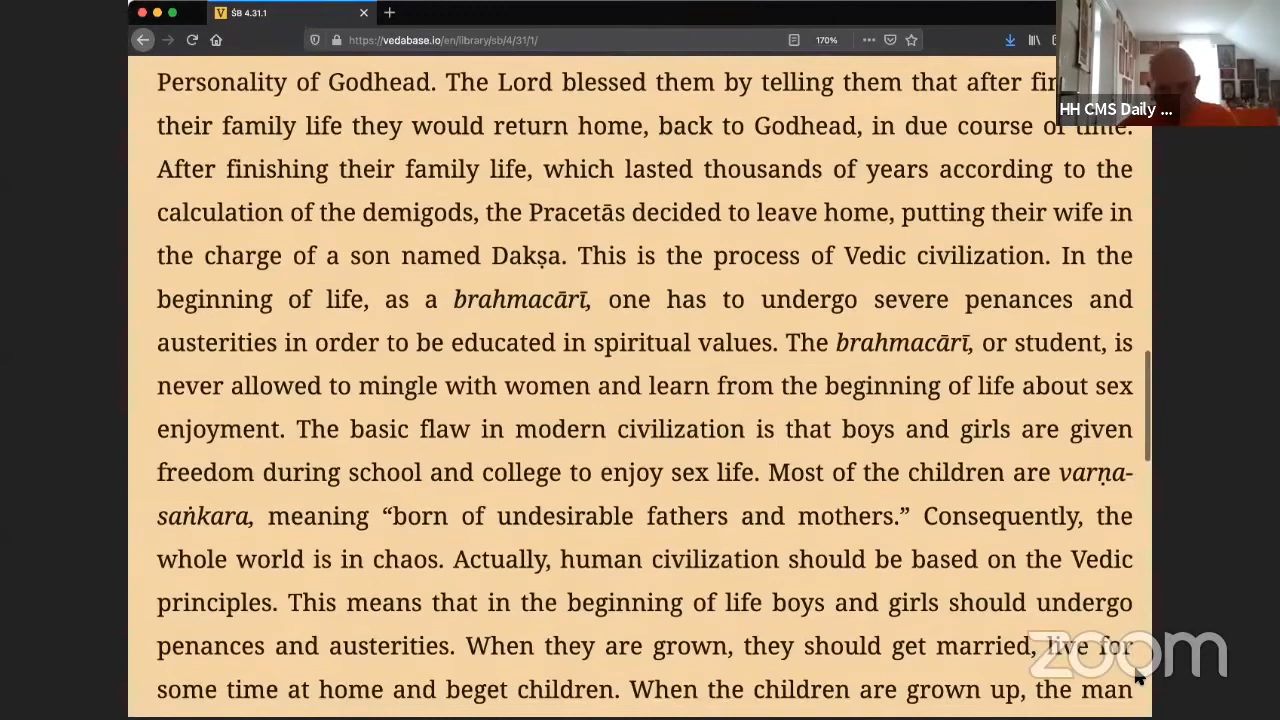 ŚB 4.31.1
https://vedabase.io/en/library/sb/4/31/1/
170%
HH CMS Daily ...
Personality of Godhead. The Lord blessed them by telling them that after
their family life they would return home, back to Godhead, in due course of time.
After finishing their family life, which lasted thousands of years according to the
calculation of the demigods, the Pracetās decided to leave home, putting their wife in
the charge of a son named Dakṣa. This is the process of Vedic civilization. In the
beginning of life, as a brahmacārī, one has to undergo severe penances and
austerities in order to be educated in spiritual values. The brahmacārī, or student, is
never allowed to mingle with women and learn from the beginning of life about sex
enjoyment. The basic flaw in modern civilization is that boys and girls are given
freedom during school and college to enjoy sex life. Most of the children are varṇa-
saṅkara, meaning “born of undesirable fathers and mothers.” Consequently, the
whole world is in chaos. Actually, human civilization should be based on the Vedic
principles. This means that in the beginning of life boys and girls should undergo
penances and austerities. When they are grown, they should get married, live for
some time at home and beget children. When the children are grown up, the man
zoom